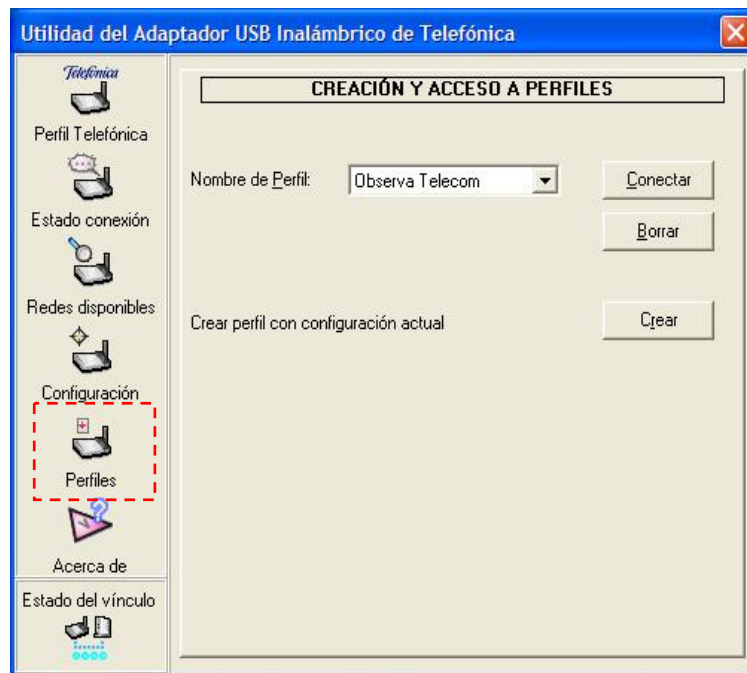 Utilidad del Adaptador USB Inalámbrico de Telefónica
Telefónica
Perfil Telefónica
Estado conexión
Redes disponibles
Configuración
Perfiles
Acerca de
Estado del vínculo
CREACIÓN Y ACCESO A PERFILES
Nombre de Perfil: Observa Telecom Conectar
Borrar
Crear perfil con configuración actual Crear